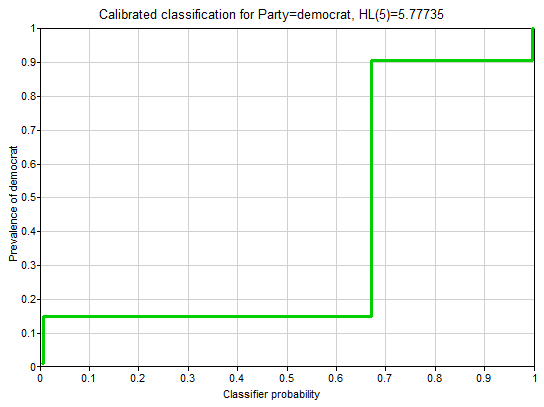 Calibrated classification for Party=democrat, HL(5)=5.77735
Prevalence of democrat
1
0.9
0.8
0.7
0.6
0.5
0.4
0.3
0.2
0.1
0
0 0.1 0.2 0.3 0.4 0.5 0.6 0.7 0.8 0.9 1
Classifier probability